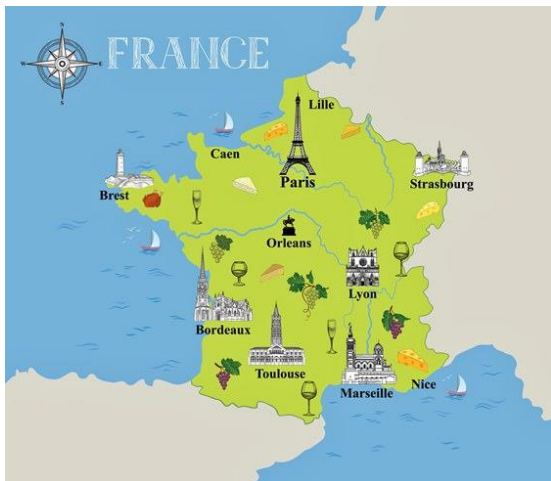 N
W
E
S
FRANCE
Lille
Caen
Paris
Strasbourg
Brest
Orleans
Lyon
Bordeaux
Toulouse
Marseille
Nice